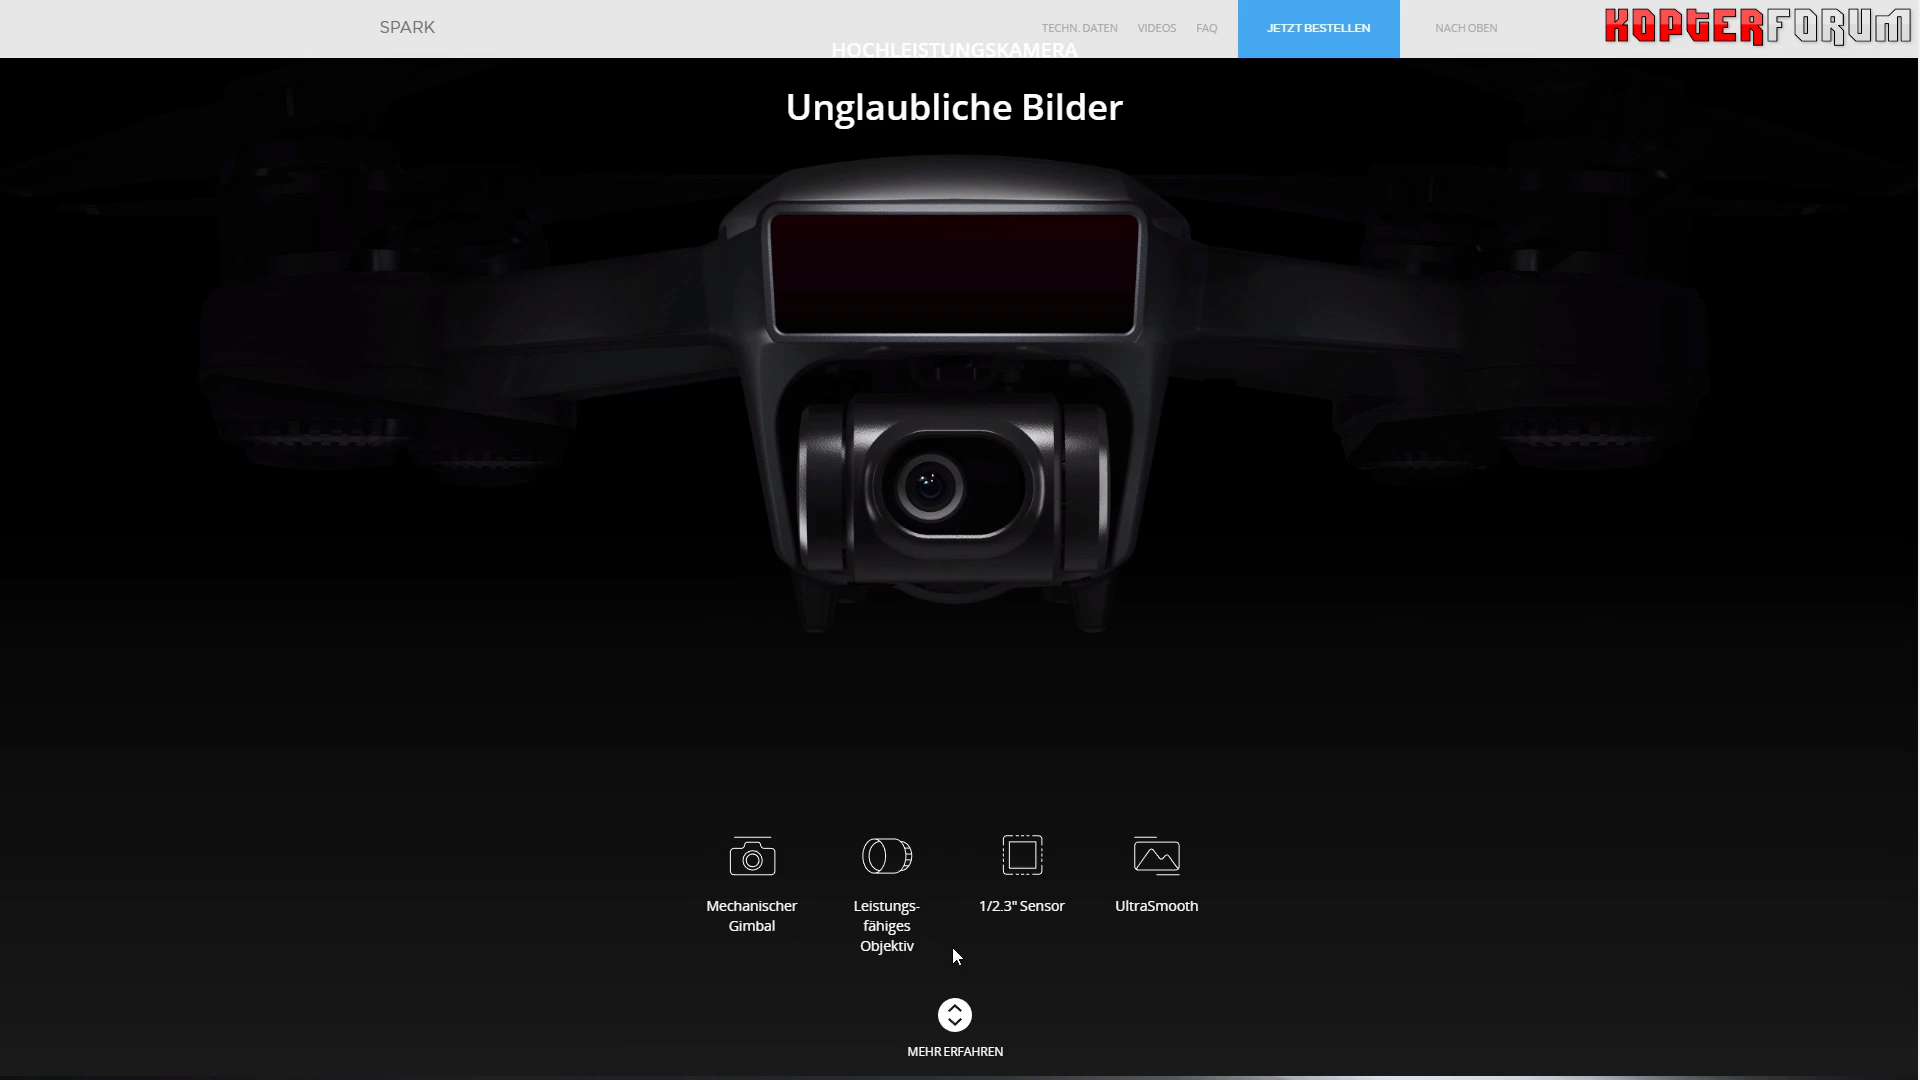 SPARK
TECHN. DATEN VIDEOS FAQ JETZT BESTELLEN NACH OBEN
KOPTERFORUM
HOCHLEISTUNGSKAMERA
Unglaubliche Bilder
Mechanischer
Gimbal
Leistungs-
fähiges
Objektiv
1/2.3" Sensor
UltraSmooth
MEHR ERFAHREN